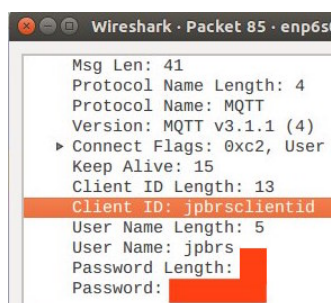 Wireshark · Packet 85 · enp6s
Msg Len: 41
Protocol Name Length: 4
Protocol Name: MQTT
Version: MQTT v3.1.1 (4)
Connect Flags: 0xc2, User
Keep Alive: 15
Client ID Length: 13
Client ID: jpbrsclientid
User Name Length: 5
User Name: jpbrs
Password Length:
Password: